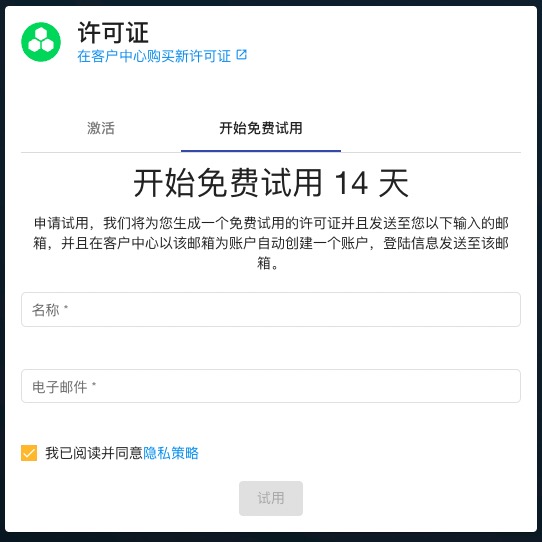 许可证
在客户中心购买新许可证
激活
开始免费试用
开始免费试用 14 天
申请试用，我们将为您生成一个免费试用的许可证并且发送至您以下输入的邮
箱，并且在客户中心以该邮箱为账户自动创建一个账户，登陆信息发送至该邮
箱。
名称 *
电子邮件 *
我已阅读并同意隐私策略
试用